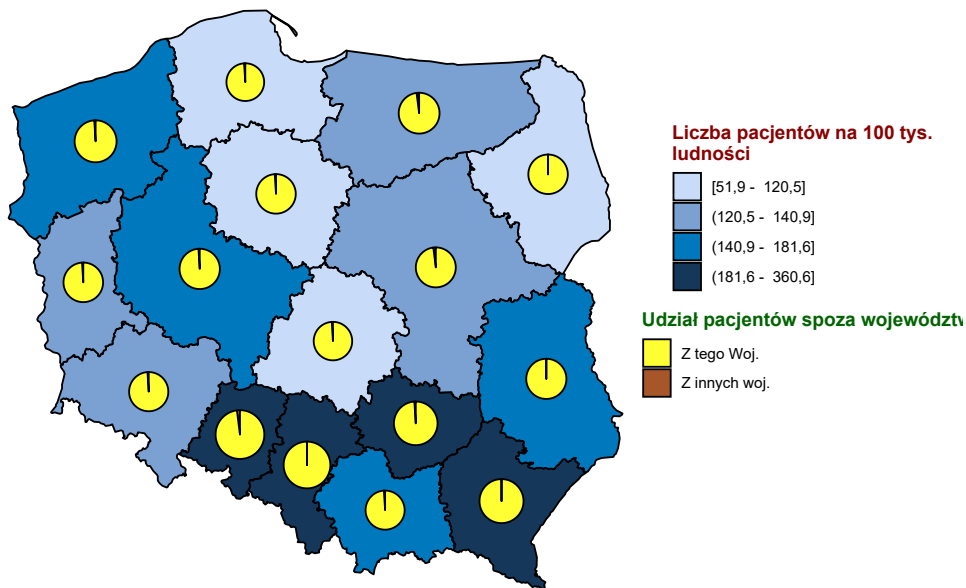 Liczba pacjentów na 100 tys.
ludności
[51,9 - 120,5]
(120,5 - 140,9]
(140,9 - 181,6]
(181,6 - 360,6]
Udział pacjentów spoza województw
Z tego Woj.
Z innych woj.